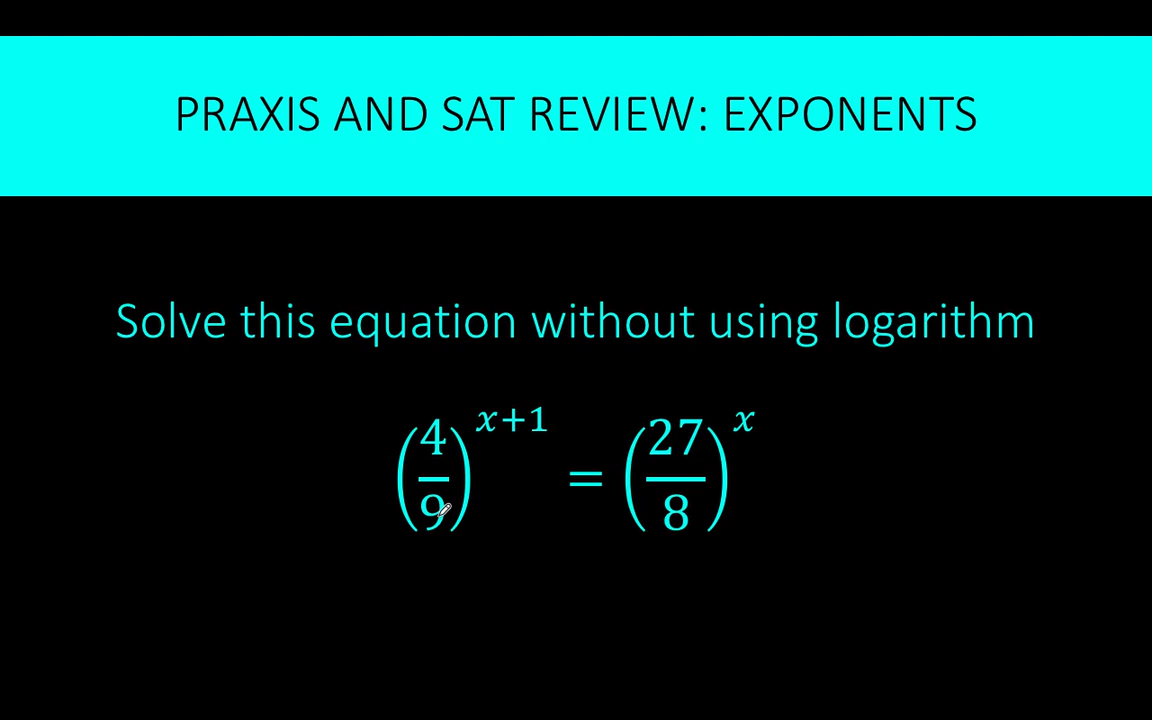 PRAXIS AND SAT REVIEW: EXPONENTS
Solve this equation without using logarithm
(4/9)^{x+1} = (27/8)^x